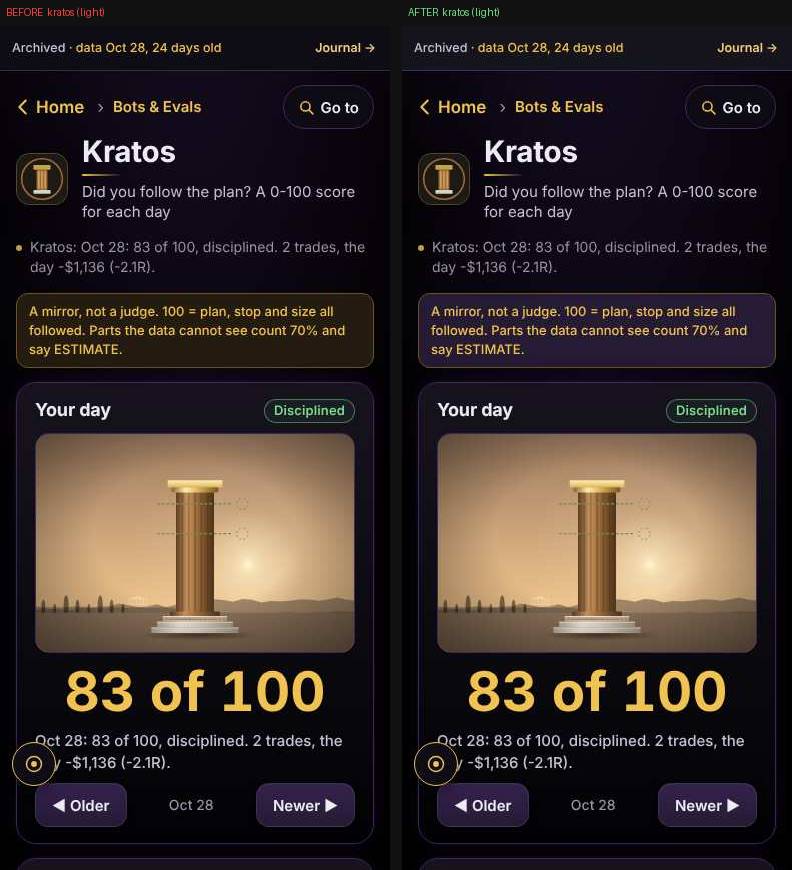 BEFORE kratos (light)
Archived · data Oct 28, 24 days old
Journal →
Home › Bots & Evals
Go to
Kratos
Did you follow the plan? A 0-100 score
for each day
Kratos: Oct 28: 83 of 100, disciplined. 2 trades, the
day -$1,136 (-2.1R).
A mirror, not a judge. 100 = plan, stop and size all
followed. Parts the data cannot see count 70% and
say ESTIMATE.
Your day
Disciplined
83 of 100
Oct 28: 83 of 100, disciplined. 2 trades, the
y -$1,136 (-2.1R).
◀ Older
Oct 28
Newer ▶
AFTER kratos (light)
Archived · data Oct 28, 24 days old
Journal →
Home › Bots & Evals
Go to
Kratos
Did you follow the plan? A 0-100 score
for each day
Kratos: Oct 28: 83 of 100, disciplined. 2 trades, the
day -$1,136 (-2.1R).
A mirror, not a judge. 100 = plan, stop and size all
followed. Parts the data cannot see count 70% and
say ESTIMATE.
Your day
Disciplined
83 of 100
Oct 28: 83 of 100, disciplined. 2 trades, the
y -$1,136 (-2.1R).
◀ Older
Oct 28
Newer ▶